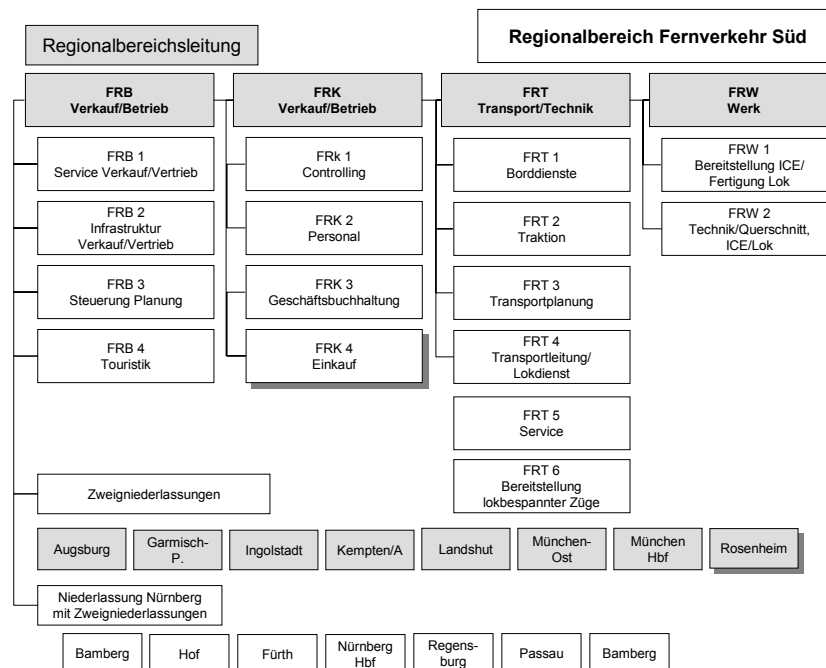 Regionalbereichsleitung
Regionalbereich Fernverkehr Süd
FRB
Verkauf/Betrieb
FRK
Verkauf/Betrieb
FRT
Transport/Technik
FRW
Werk
FRB 1
Service Verkauf/Vertrieb
FRk 1
Controlling
FRT 1
Borddienste
FRW 1
Bereitstellung ICE/
Fertigung Lok
FRB 2
Infrastruktur
Verkauf/Vertrieb
FRK 2
Personal
FRT 2
Traktion
FRW 2
Technik/Querschnitt,
ICE/Lok
FRB 3
Steuerung Planung
FRK 3
Geschäftsbuchhaltung
FRT 3
Transportplanung
FRB 4
Touristik
FRK 4
Einkauf
FRT 4
Transportleitung/
Lokdienst
FRT 5
Service
FRT 6
Bereitstellung
lokbespannter Züge
Zweigniederlassungen
Augsburg
Garmisch-
P.
Ingolstadt
Kempten/A
Landshut
München-
Ost
München
Hbf
Rosenheim
Niederlassung Nürnberg
mit Zweigniederlassungen
Bamberg
Hof
Fürth
Nürnberg
Hbf
Regens-
burg
Passau
Bamberg